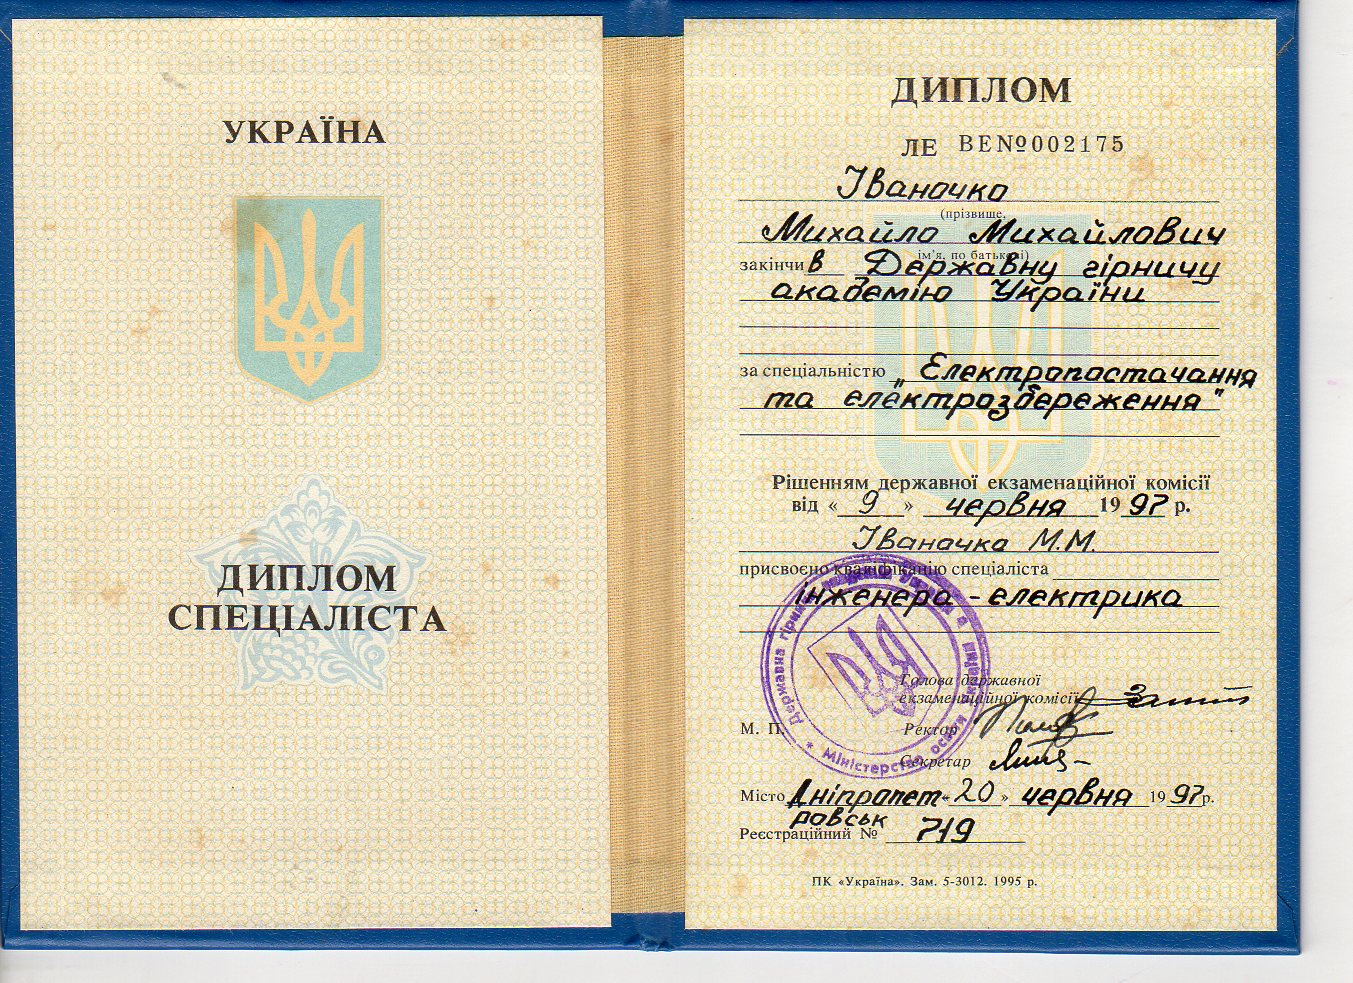 УКРАЇНА
ДИПЛОМ
СПЕЦІАЛІСТА
ДИПЛОМ
ЛЕ ВЕ№002175
Іваночко
(прізвище,
Михайло Михайлович
ім'я, по батькові)
закінчив Державну гірничу
академію України
за спеціальністю „Електропостачання
та електрозбереження"
Рішенням державної екзаменаційної комісії
від «9» червня 1997 р.
Іваночка М.М.
присвоєно кваліфікацію спеціаліста
інженера - електрика
Голова державної
екзаменаційної комісії
М. П. Ректор
Секретар
Місто Дніпропет- «20» червня 1997 р.
ровськ
Реєстраційний № 719
ПК «Україна». Зам. 5-3012. 1995 р.
Державна гірнича академія України
* Міністерство освіти України